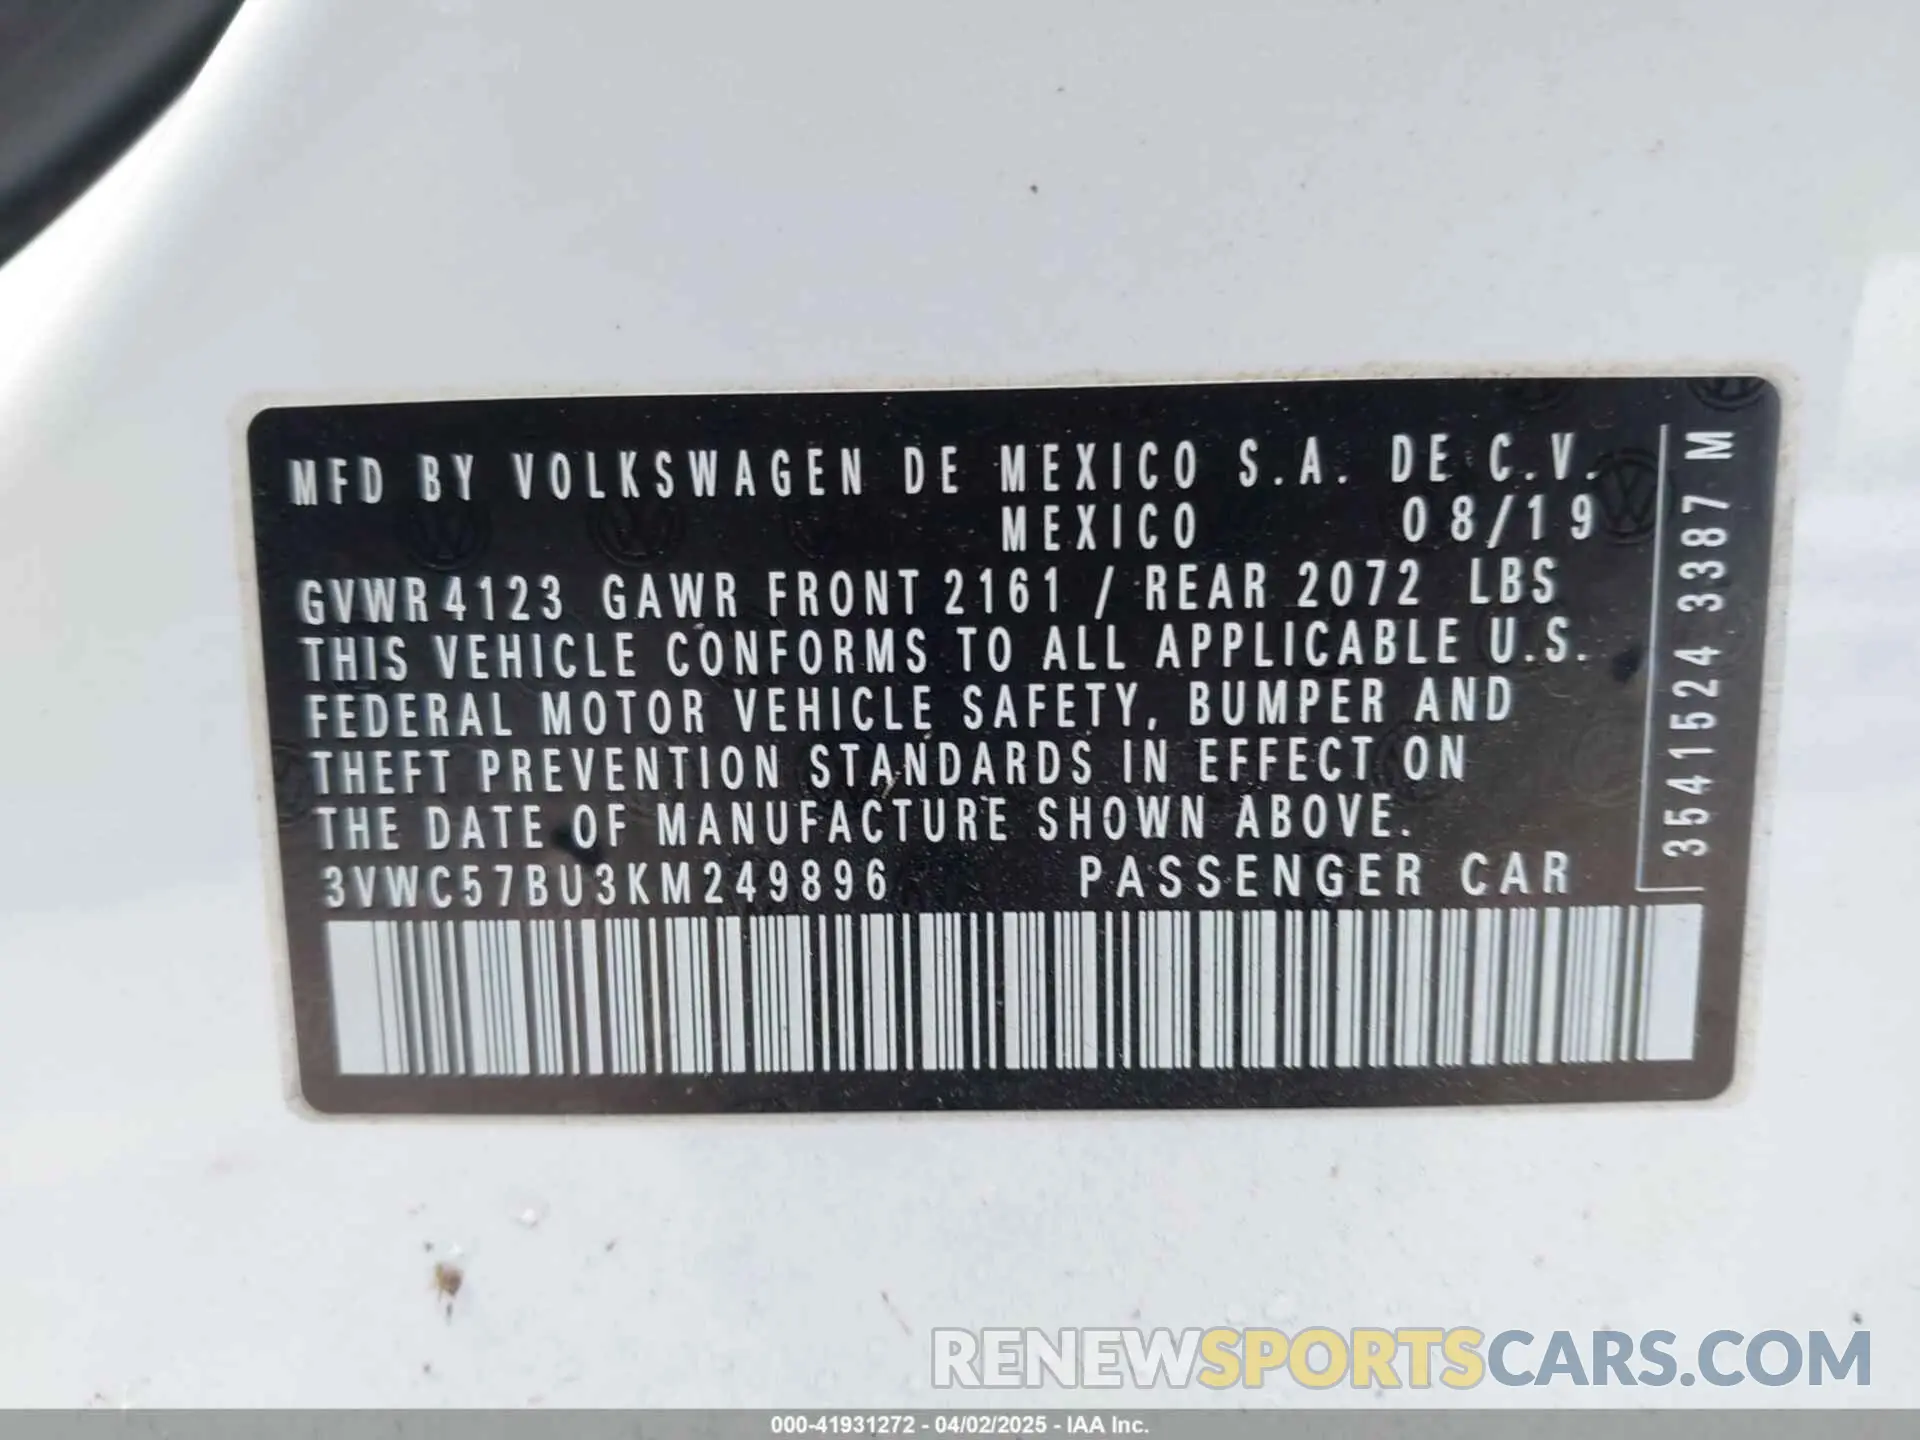 MFD BY VOLKSWAGEN DE MEXICO S.A. DE C.V.
MEXICO 08/19
GVWR 4123 GAWR FRONT 2161 / REAR 2072 LBS
THIS VEHICLE CONFORMS TO ALL APPLICABLE U.S.
FEDERAL MOTOR VEHICLE SAFETY, BUMPER AND
THEFT PREVENTION STANDARDS IN EFFECT ON
THE DATE OF MANUFACTURE SHOWN ABOVE.
3VWC57BU3KM249896 PASSENGER CAR
3541524 3387 M
RENEWSPORTSCARS.COM
000-41931272 - 04/02/2025 - IAA Inc.